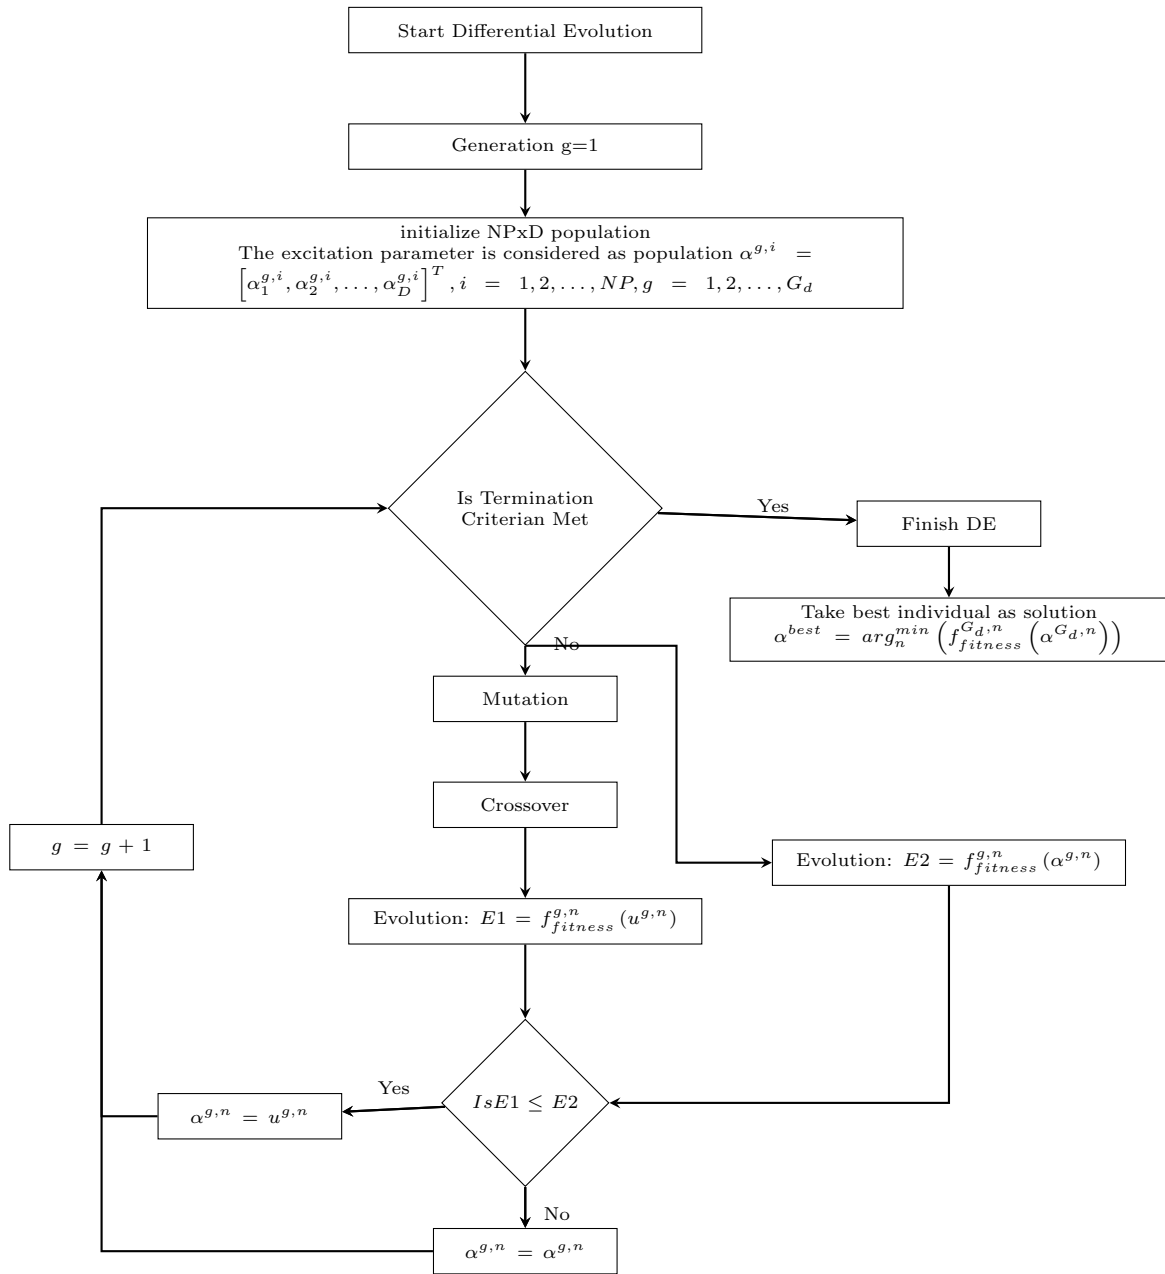 Start Differential Evolution
Generation g=1
initialize NPxD population
The excitation parameter is considered as population α^{g,i} =
[α_1^{g,i}, α_2^{g,i}, . . . , α_D^{g,i}]^T , i = 1, 2, . . . , NP, g = 1, 2, . . . , G_d
Is Termination
Criterian Met
Yes
Finish DE
Take best individual as solution
α^{best} = arg_n^{min} (f_{fitness}^{G_d,n} (α^{G_d,n}))
No
Mutation
Crossover
g = g + 1
Evolution: E2 = f_{fitness}^{g,n} (α^{g,n})
Evolution: E1 = f_{fitness}^{g,n} (u^{g,n})
IsE1 ≤ E2
Yes
α^{g,n} = u^{g,n}
No
α^{g,n} = α^{g,n}